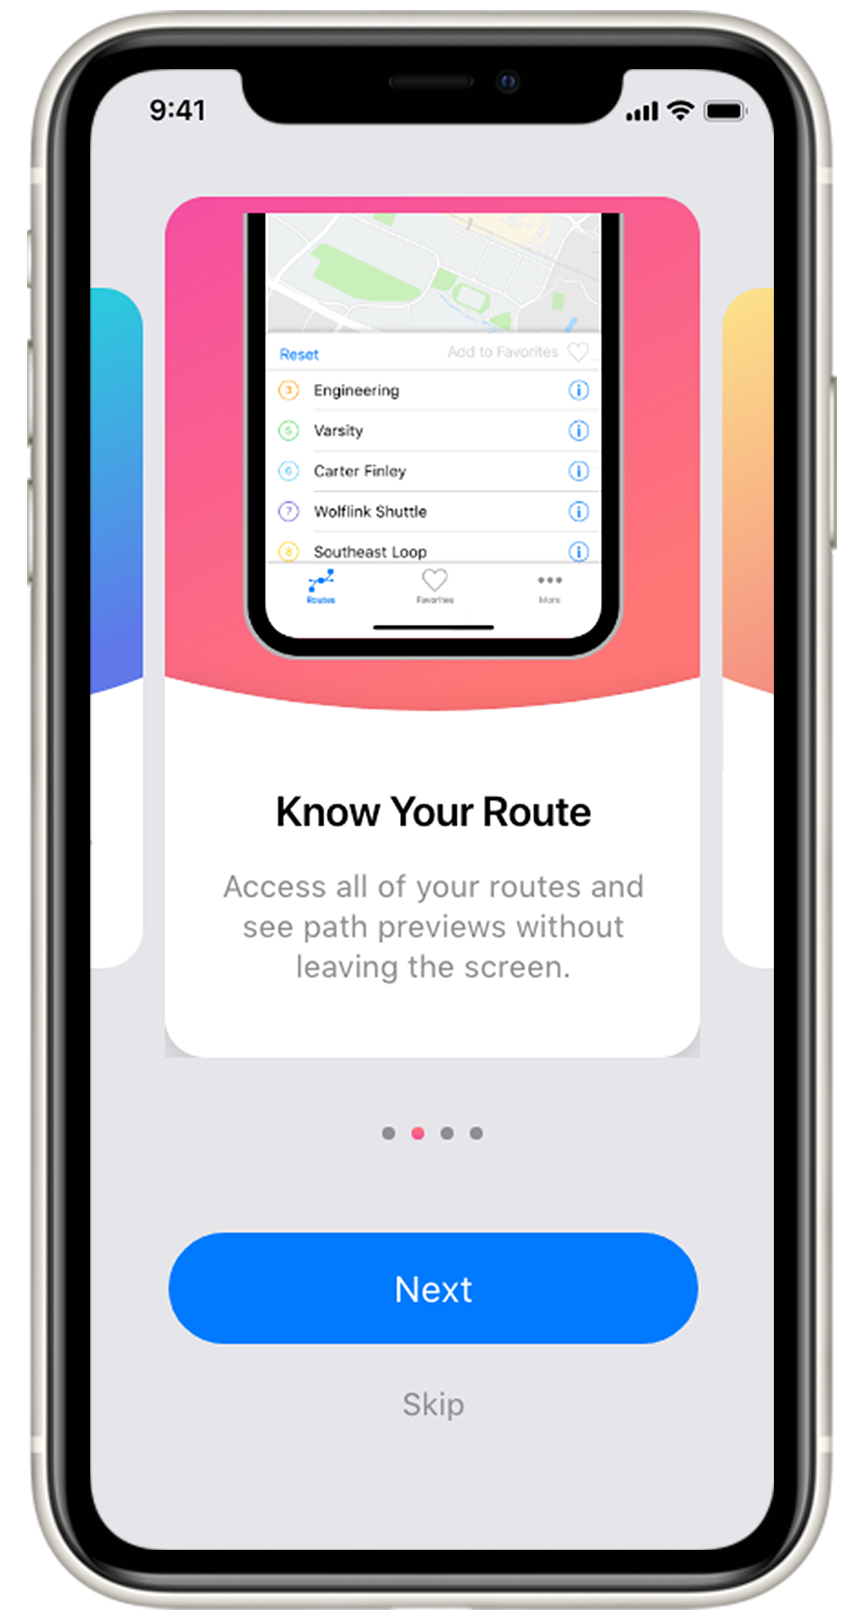 9:41
Reset Add to Favorites
3 Engineering
5 Varsity
6 Carter Finley
7 Wolflink Shuttle
8 Southeast Loop
Routes Favorites More
Know Your Route
Access all of your routes and
see path previews without
leaving the screen.
Next
Skip